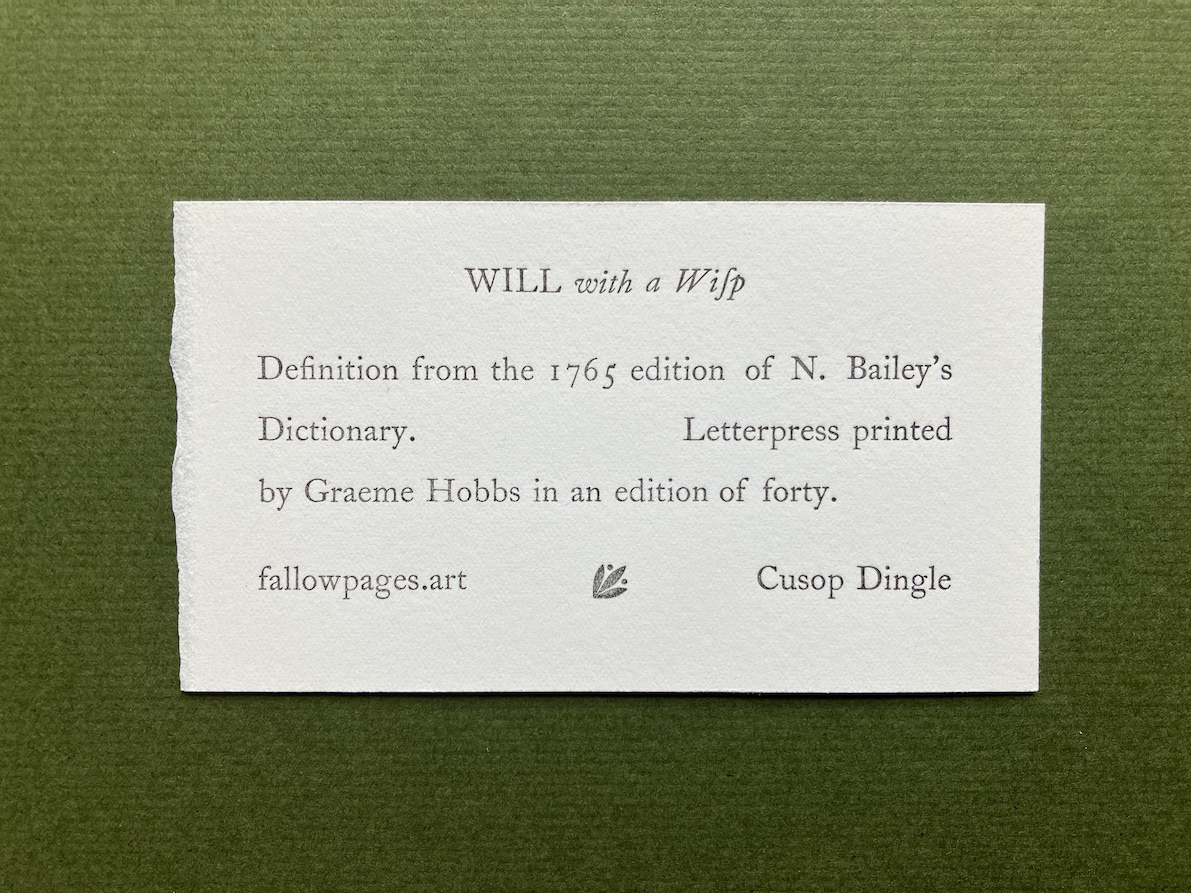 WILL with a Wiſp
Definition from the 1765 edition of N. Bailey's
Dictionary. Letterpress printed
by Graeme Hobbs in an edition of forty.
fallowpages.art Cusop Dingle